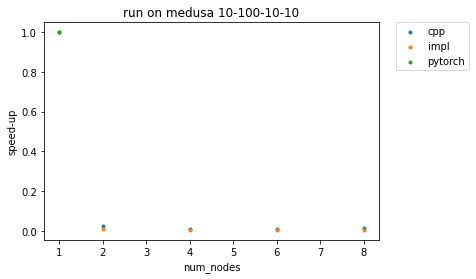 run on medusa 10-100-10-10
cpp
impl
pytorch
speed-up
1.0
0.8
0.6
0.4
0.2
0.0
1 2 3 4 5 6 7 8
num_nodes